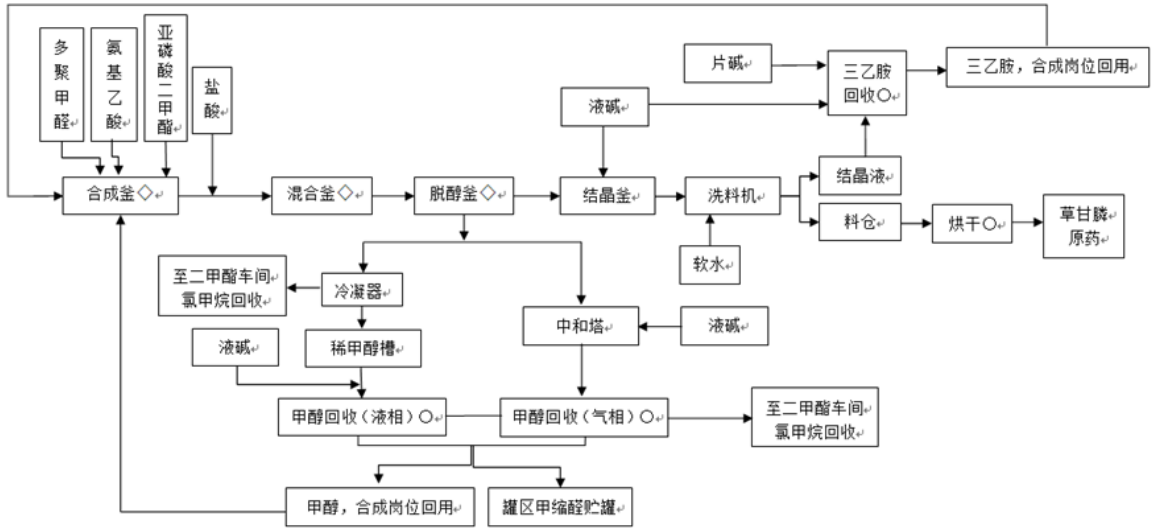 多聚甲醛
氨基乙酸
亚磷酸二甲酯
盐酸
片碱
三乙胺
回收○
三乙胺，合成岗位回用
液碱
合成釜◇
混合釜◇
脱醇釜◇
结晶釜
洗料机
结晶液
料仓
烘干○
草甘膦
原药
软水
至二甲酯车间
氯甲烷回收
冷凝器
中和塔
液碱
液碱
稀甲醇槽
甲醇回收（液相）○
甲醇回收（气相）○
至二甲酯车间
氯甲烷回收
甲醇，合成岗位回用
罐区甲缩醛贮罐